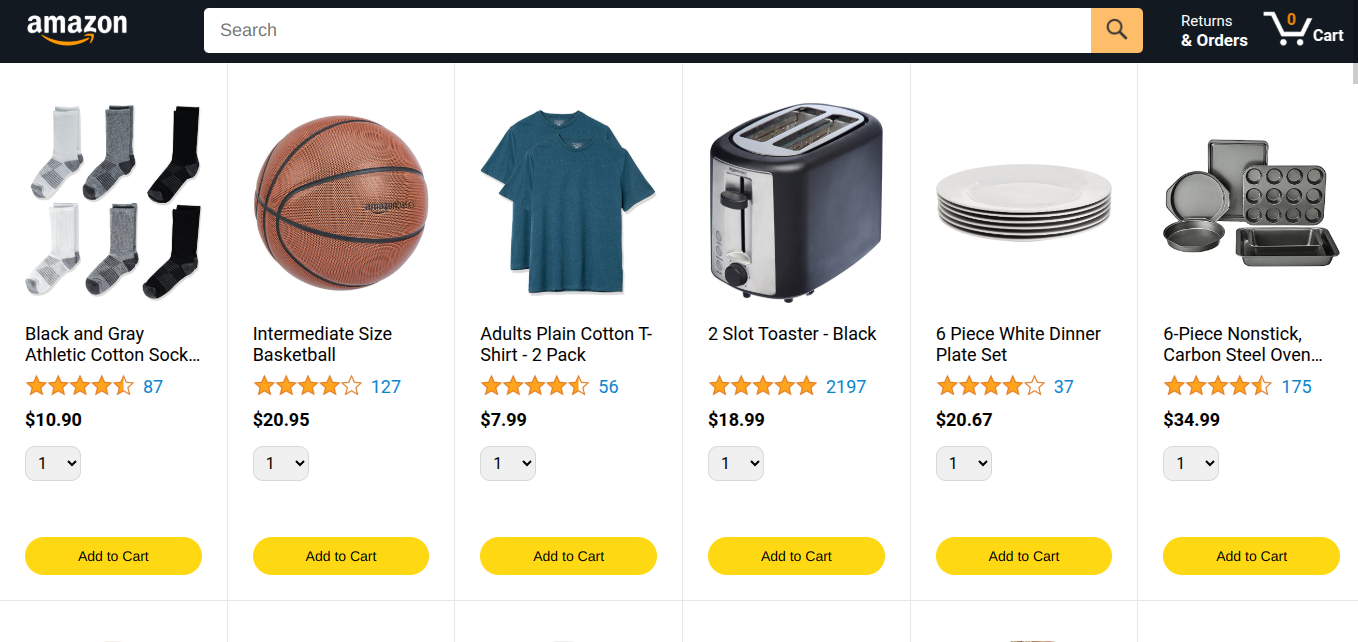 amazon
Search
Returns
& Orders
0
Cart
amazonbasics
Black and Gray
Athletic Cotton Sock...
87
$10.90
1
Add to Cart
Intermediate Size
Basketball
127
$20.95
1
Add to Cart
Adults Plain Cotton T-
Shirt - 2 Pack
56
$7.99
1
Add to Cart
2 Slot Toaster - Black
2197
$18.99
1
Add to Cart
6 Piece White Dinner
Plate Set
37
$20.67
1
Add to Cart
6-Piece Nonstick,
Carbon Steel Oven...
175
$34.99
1
Add to Cart